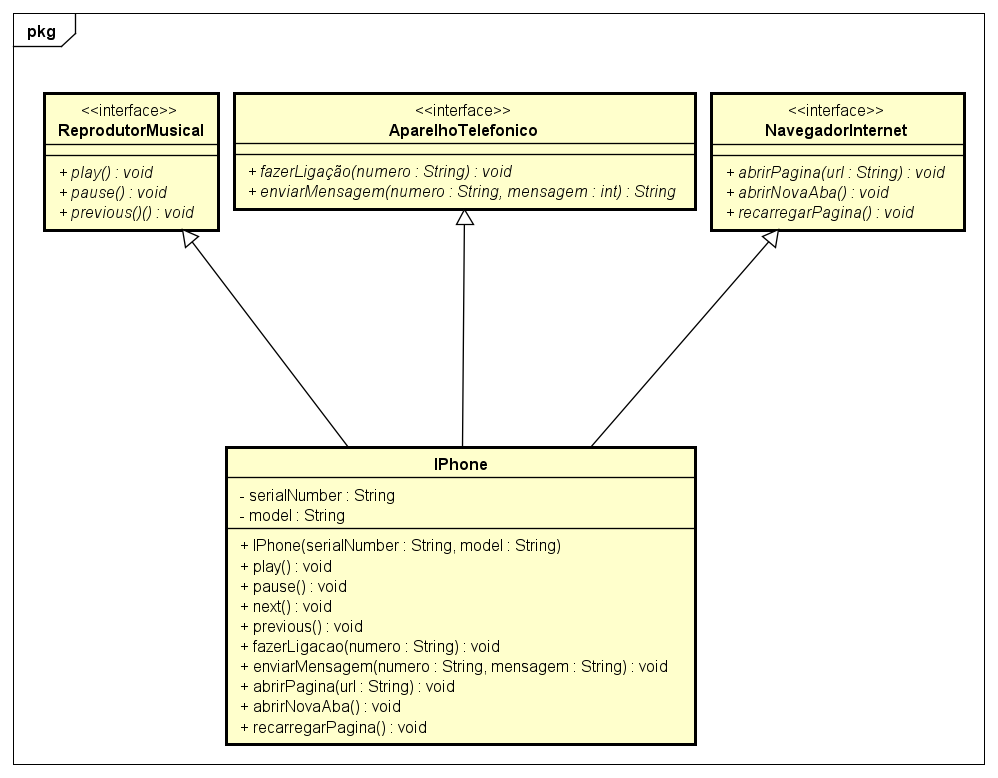 pkg
<<interface>>
ReprodutorMusical
+ play() : void
+ pause() : void
+ previous()() : void
<<interface>>
AparelhoTelefonico
+ fazerLigação(numero : String) : void
+ enviarMensagem(numero : String, mensagem : int) : String
<<interface>>
NavegadorInternet
+ abrirPagina(url : String) : void
+ abrirNovaAba() : void
+ recarregarPagina() : void
IPhone
- serialNumber : String
- model : String
+ IPhone(serialNumber : String, model : String)
+ play() : void
+ pause() : void
+ next() : void
+ previous() : void
+ fazerLigacao(numero : String) : void
+ enviarMensagem(numero : String, mensagem : String) : void
+ abrirPagina(url : String) : void
+ abrirNovaAba() : void
+ recarregarPagina() : void